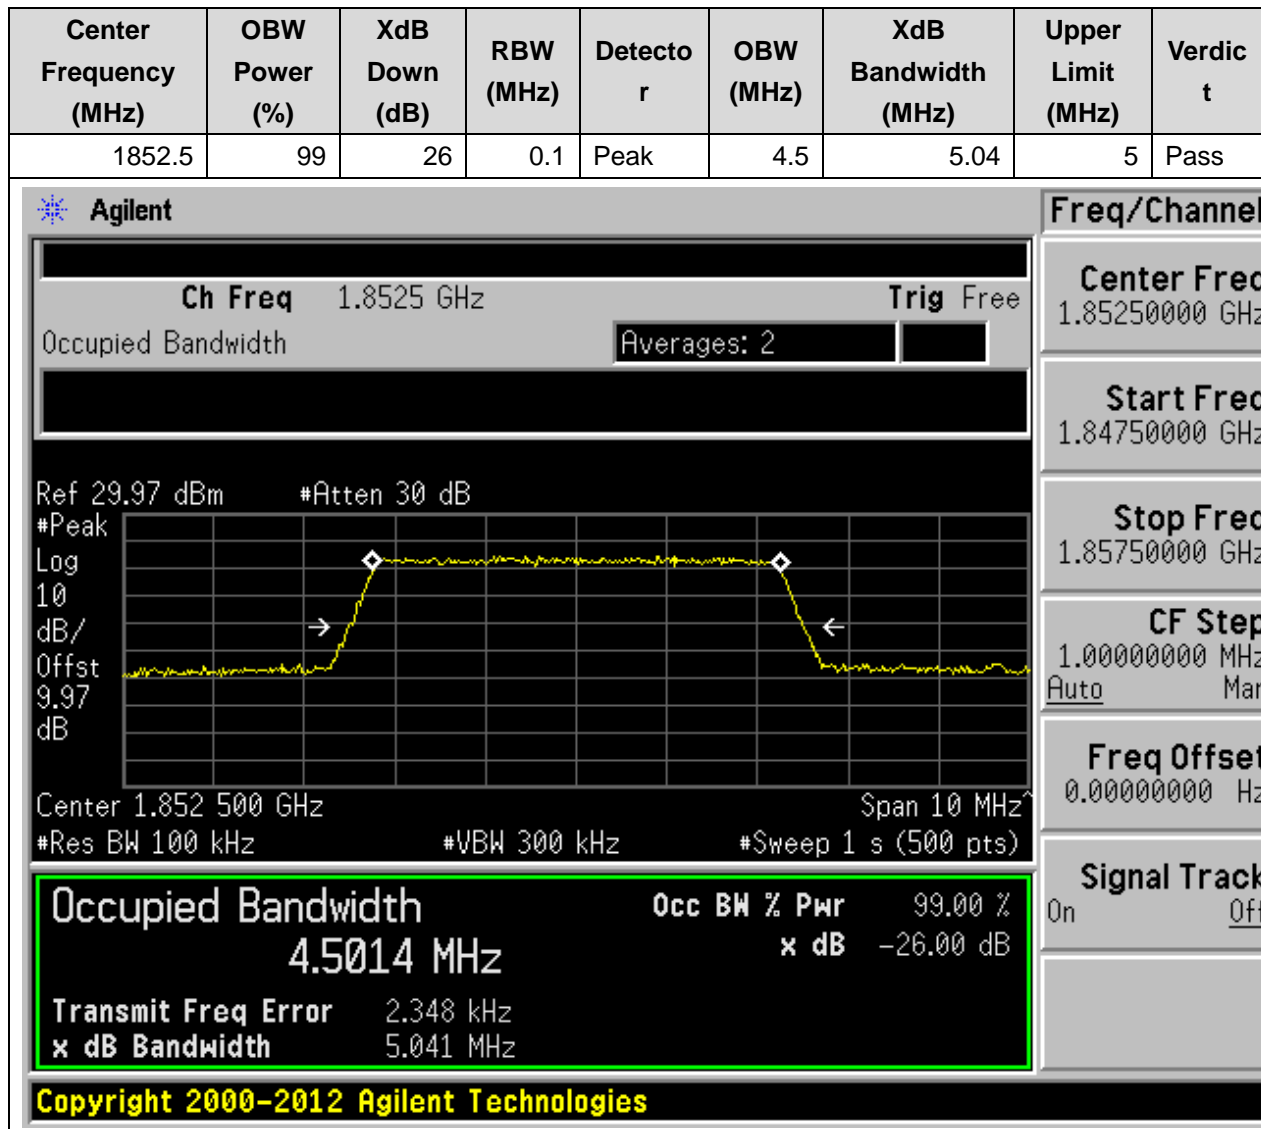 Center Frequency (MHz) OBW Power (%) XdB Down (dB) RBW (MHz) Detecto r OBW (MHz) XdB Bandwidth (MHz) Upper Limit (MHz) Verdic t
1852.5 99 26 0.1 Peak 4.5 5.04 5 Pass
Agilent
Freq/Channel
Ch Freq 1.8525 GHz Trig Free
Occupied Bandwidth Averages: 2
Center Freq
1.85250000 GHz
Start Freq
1.84750000 GHz
Stop Freq
1.85750000 GHz
CF Step
1.00000000 MHz
Auto Man
Freq Offset
0.00000000 Hz
Signal Track
On Off
Ref 29.97 dBm #Atten 30 dB
#Peak
Log
10
dB/
Offst
9.97
dB
Center 1.852 500 GHz Span 10 MHz^
#Res BW 100 kHz #VBW 300 kHz #Sweep 1 s (500 pts)
Occupied Bandwidth
4.5014 MHz
Occ BW % Pwr 99.00 %
x dB -26.00 dB
Transmit Freq Error 2.348 kHz
x dB Bandwidth 5.041 MHz
Copyright 2000-2012 Agilent Technologies